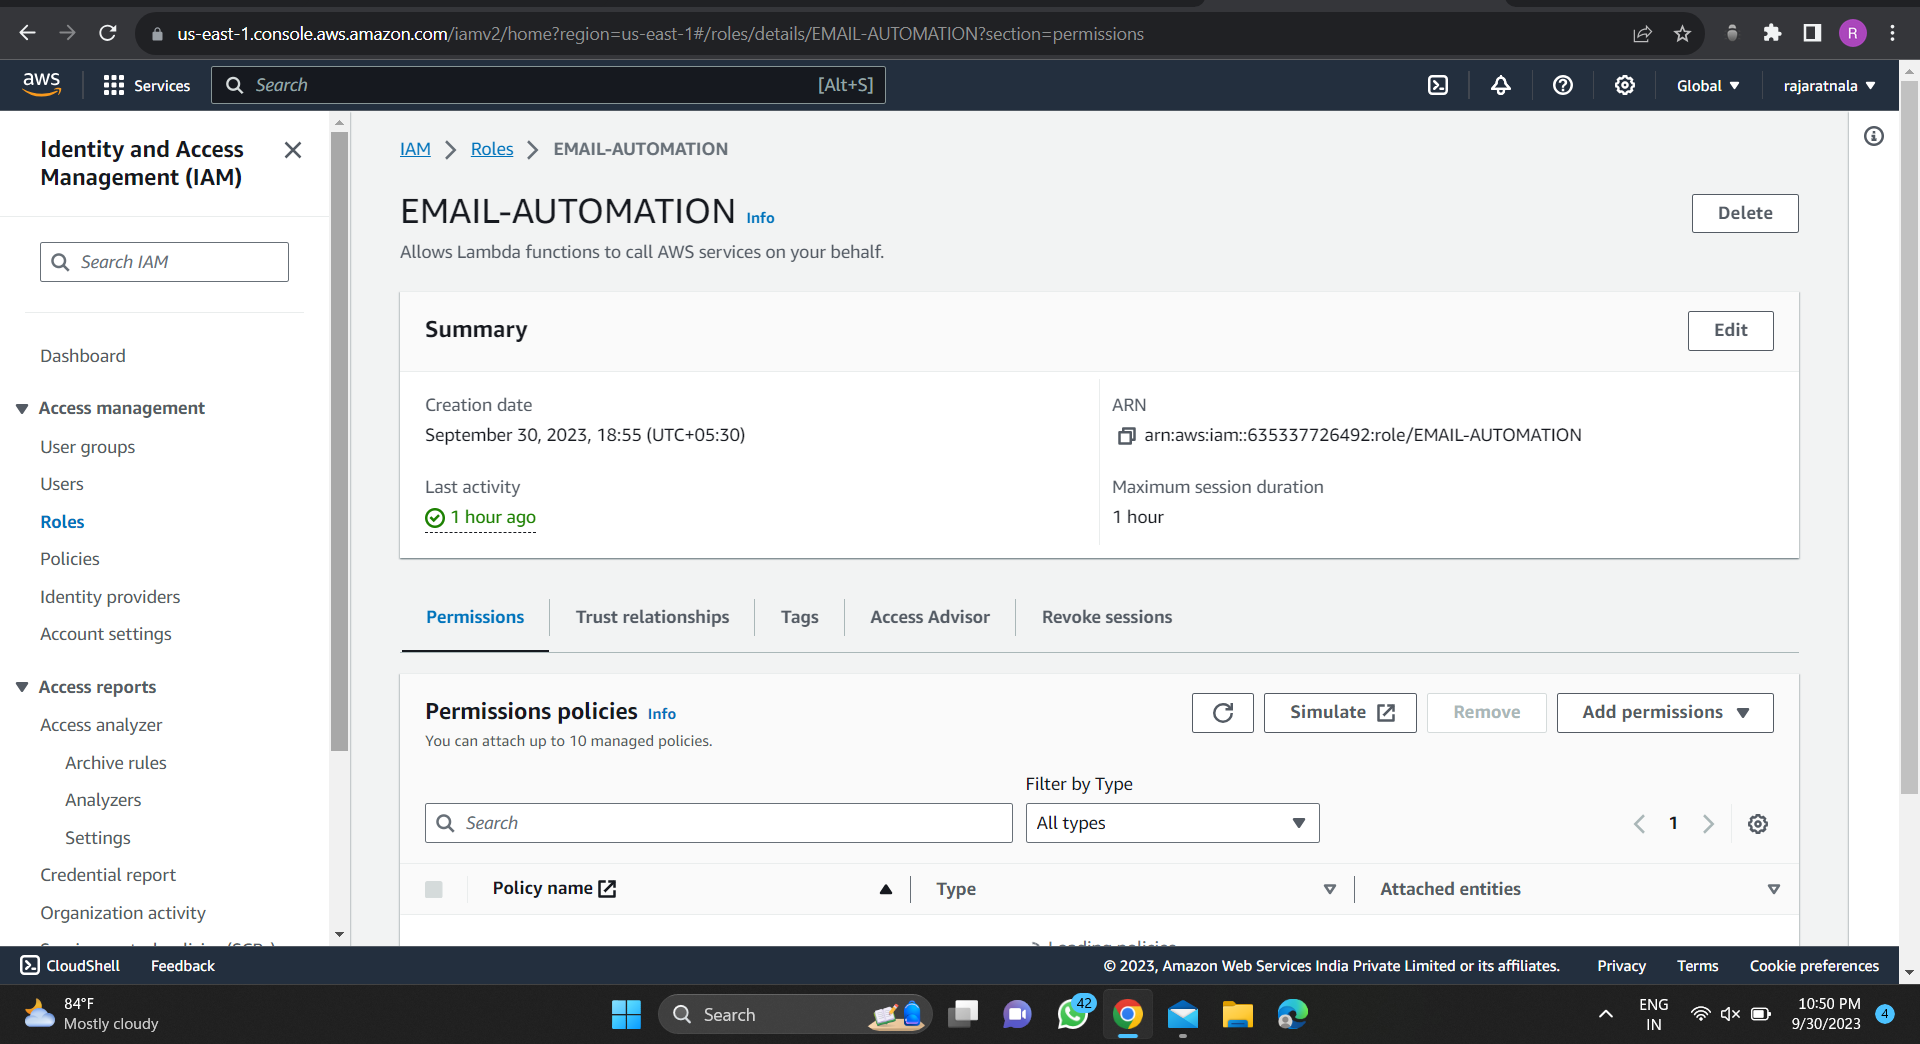 us-east-1.console.aws.amazon.com/iamv2/home?region=us-east-1#/roles/details/EMAIL-AUTOMATION?section=permissions
R
aws
Services
Search
[Alt+S]
Global
rajaratnala
Identity and Access
Management (IAM)
Search IAM
Dashboard
Access management
User groups
Users
Roles
Policies
Identity providers
Account settings
Access reports
Access analyzer
Archive rules
Analyzers
Settings
Credential report
Organization activity
IAM
Roles
EMAIL-AUTOMATION
EMAIL-AUTOMATION Info
Delete
Allows Lambda functions to call AWS services on your behalf.
Summary
Edit
Creation date
September 30, 2023, 18:55 (UTC+05:30)
ARN
arn:aws:iam::635337726492:role/EMAIL-AUTOMATION
Last activity
1 hour ago
Maximum session duration
1 hour
Permissions
Trust relationships
Tags
Access Advisor
Revoke sessions
Permissions policies Info
You can attach up to 10 managed policies.
Simulate
Remove
Add permissions
Filter by Type
Search
All types
1
Policy name
Type
Attached entities
Loading policies
CloudShell
Feedback
© 2023, Amazon Web Services India Private Limited or its affiliates.
Privacy
Terms
Cookie preferences
84°F
Mostly cloudy
Search
42
ENG
IN
10:50 PM
9/30/2023
4